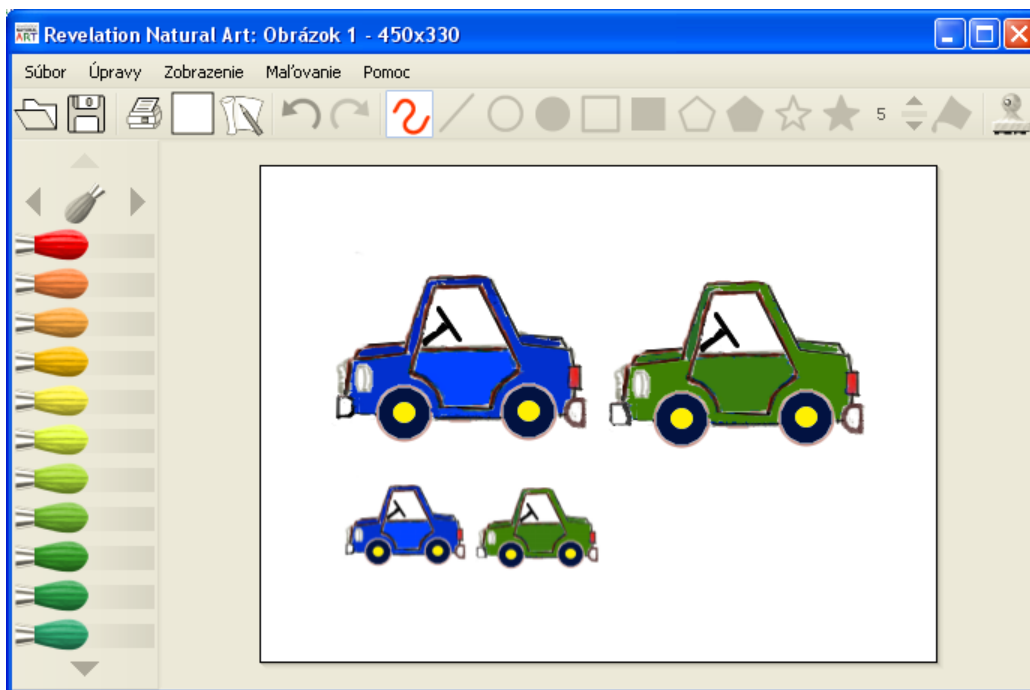 Revelation Natural Art: Obrázok 1 - 450x330
Súbor Úpravy Zobrazenie Maľovanie Pomoc
5